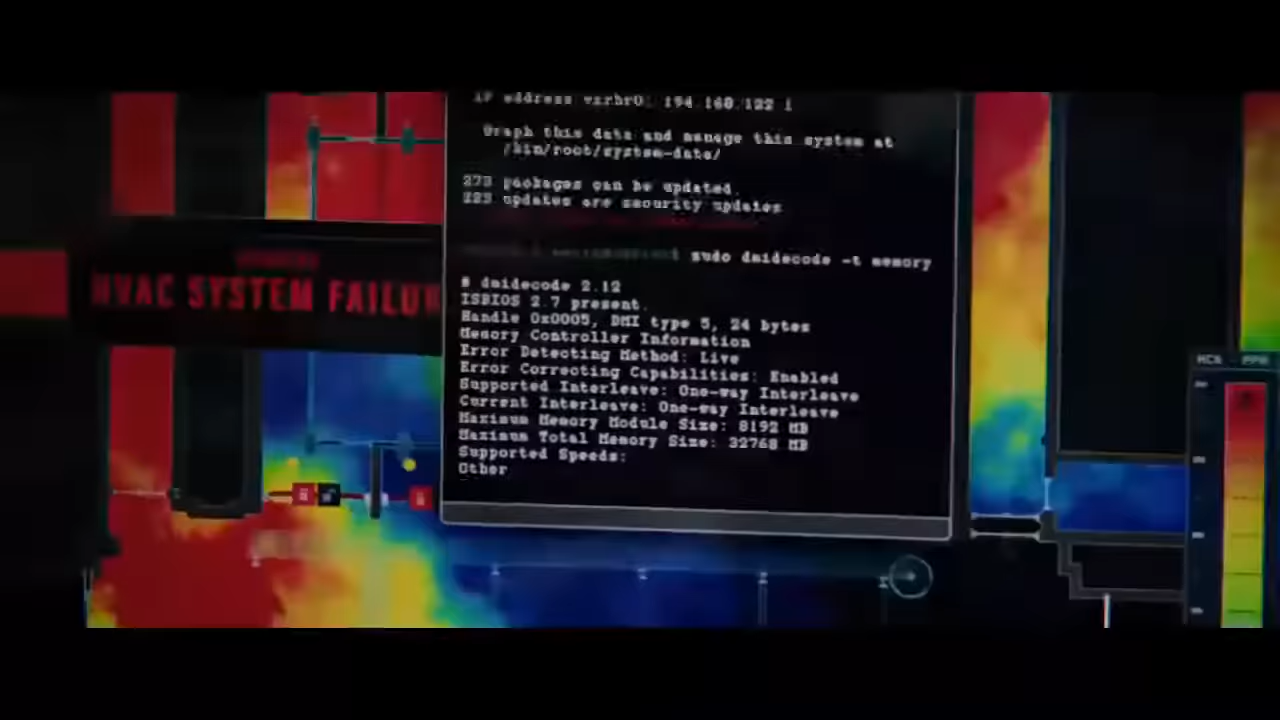 IP address virbr0: 194.168.122 1
Graph this data and manage this system at
/kin/root/system-data/
273 packages can be updated.
223 updates are security updates
sudo dmidecode -t memory
HVAC SYSTEM FAILUR
# dmidecode 2.12
ISBIOS 2.7 present.
Handle 0x0005, DMI type 5, 24 bytes
Memory Controller Information
Error Detecting Method: Live
Error Correcting Capabilities: Enabled
Supported Interleave: One-way Interleave
Current Interleave: One-way Interleave
Maximum Memory Module Size: 8192 MB
Maximum Total Memory Size: 32768 MB
Supported Speeds:
Other